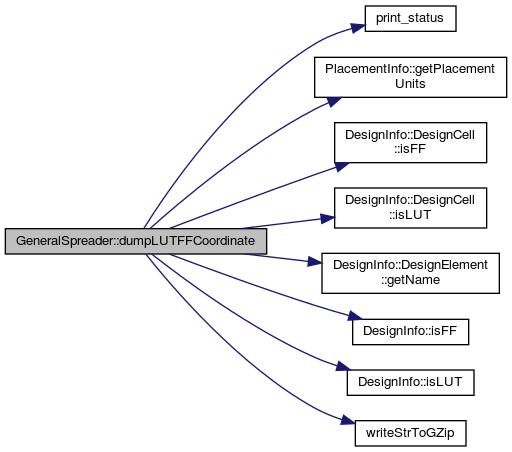 print_status
PlacementInfo::getPlacement
Units
DesignInfo::DesignCell
::isFF
DesignInfo::DesignCell
::isLUT
GeneralSpreader::dumpLUTFFCoordinate
DesignInfo::DesignElement
::getName
DesignInfo::isFF
DesignInfo::isLUT
writeStrToGZip